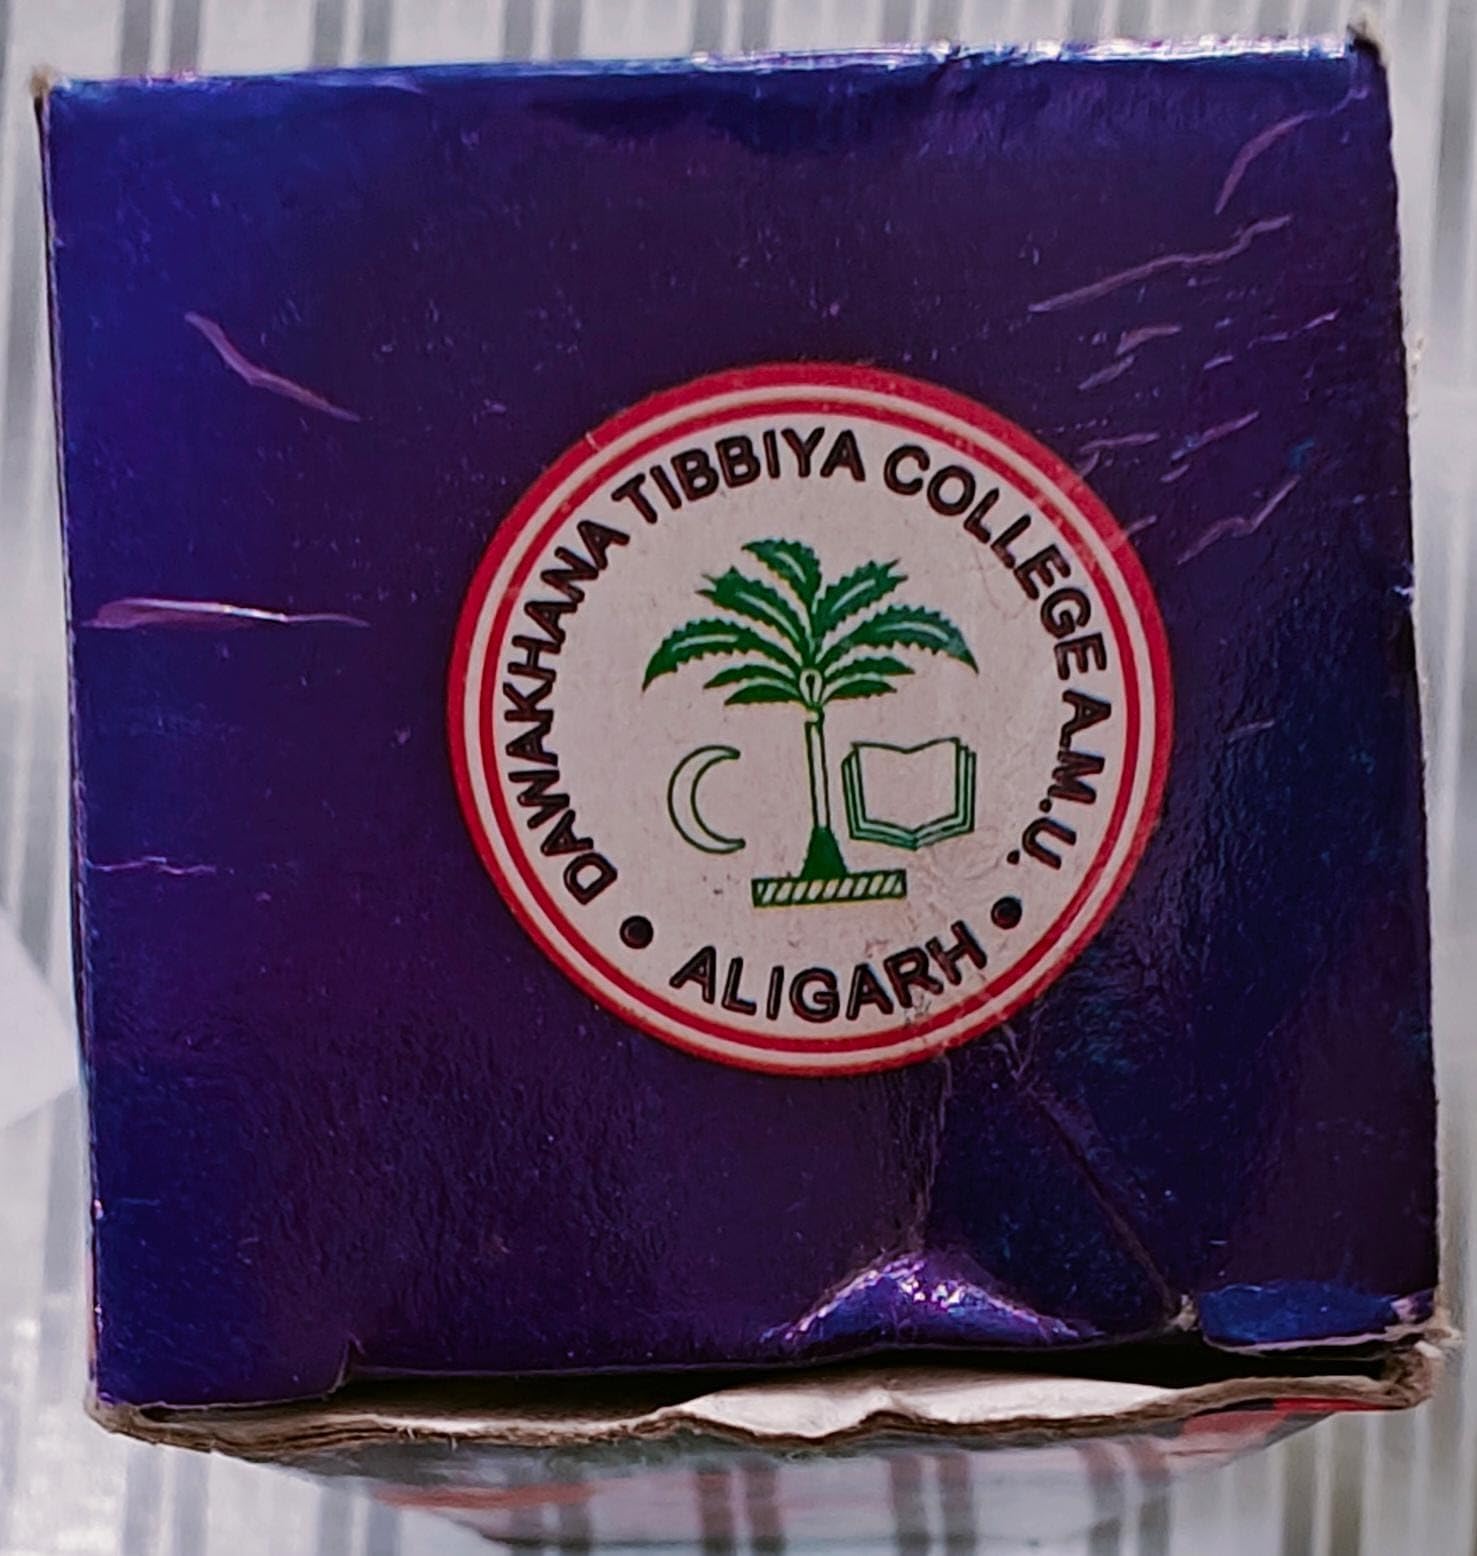 DAWAKHANA TIBBIYA COLLEGE A.M.U.
• ALIGARH •